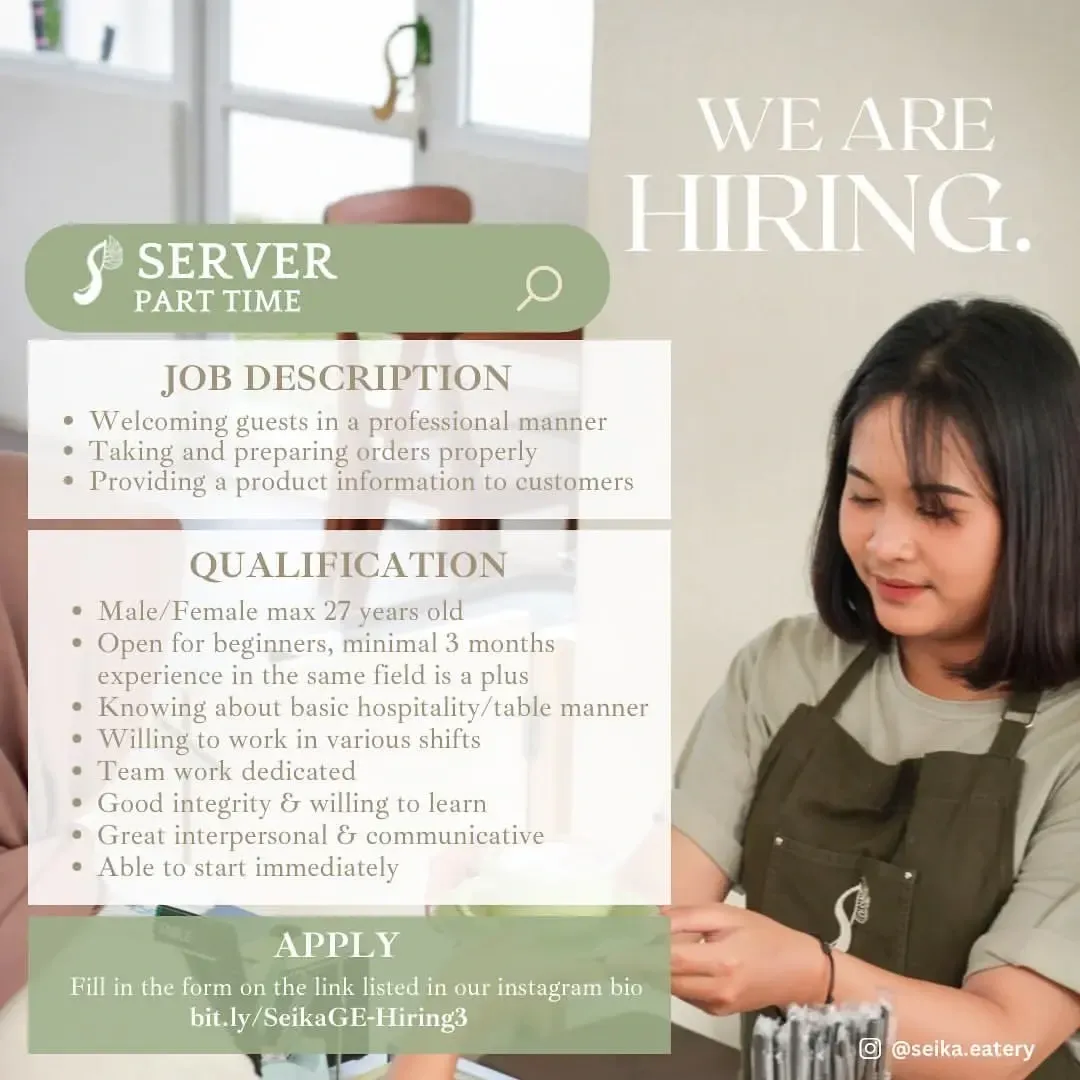 WE ARE
HIRING.
SERVER
PART TIME
JOB DESCRIPTION
• Welcoming guests in a professional manner
• Taking and preparing orders properly
• Providing a product information to customers
QUALIFICATION
• Male/Female max 27 years old
• Open for beginners, minimal 3 months
experience in the same field is a plus
• Knowing about basic hospitality/table manner
• Willing to work in various shifts
• Team work dedicated
• Good integrity & willing to learn
• Great interpersonal & communicative
• Able to start immediately
APPLY
Fill in the form on the link listed in our instagram bio
bit.ly/SeikaGE-Hiring3
@seika.eatery